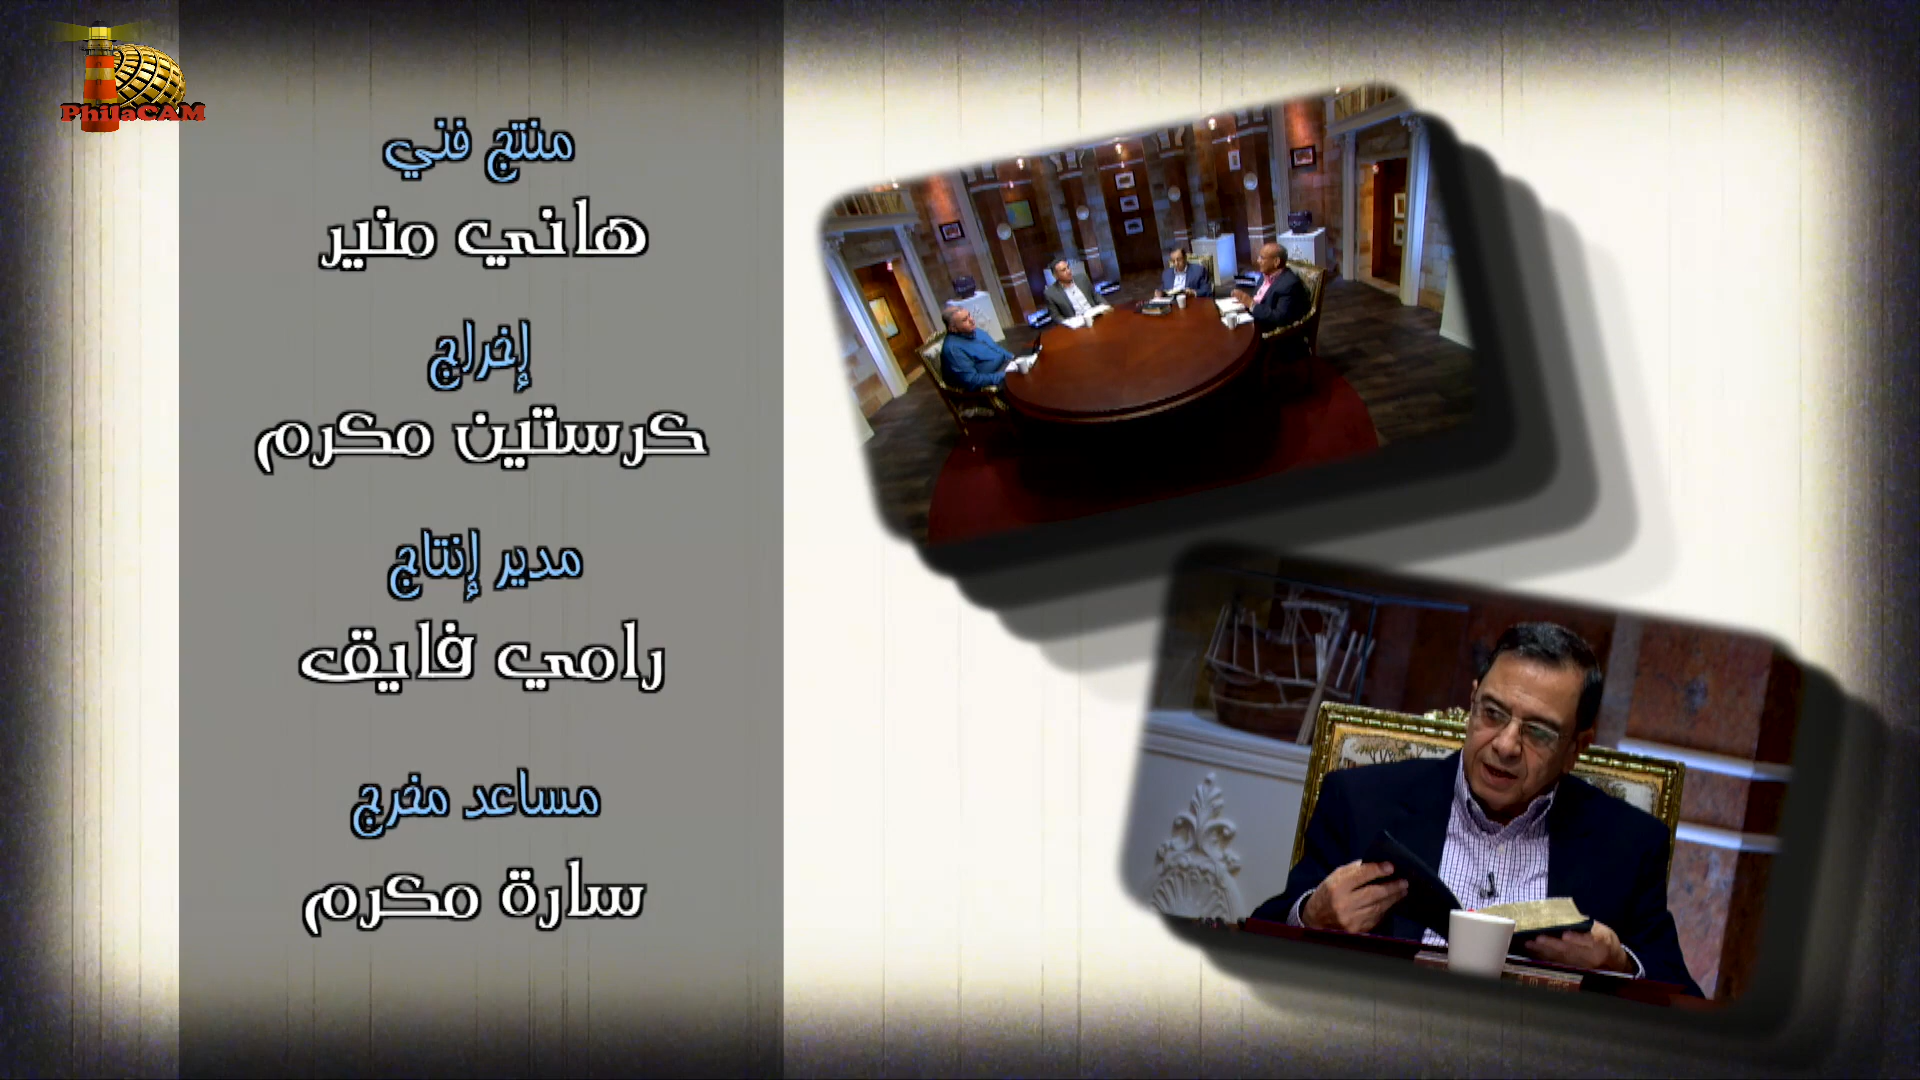 PhilaCAM
منتج فني
هاني منير
إخراج
كرستين مكرم
مدير إنتاج
رامي فايق
مساعد مخرج
سارة مكرم